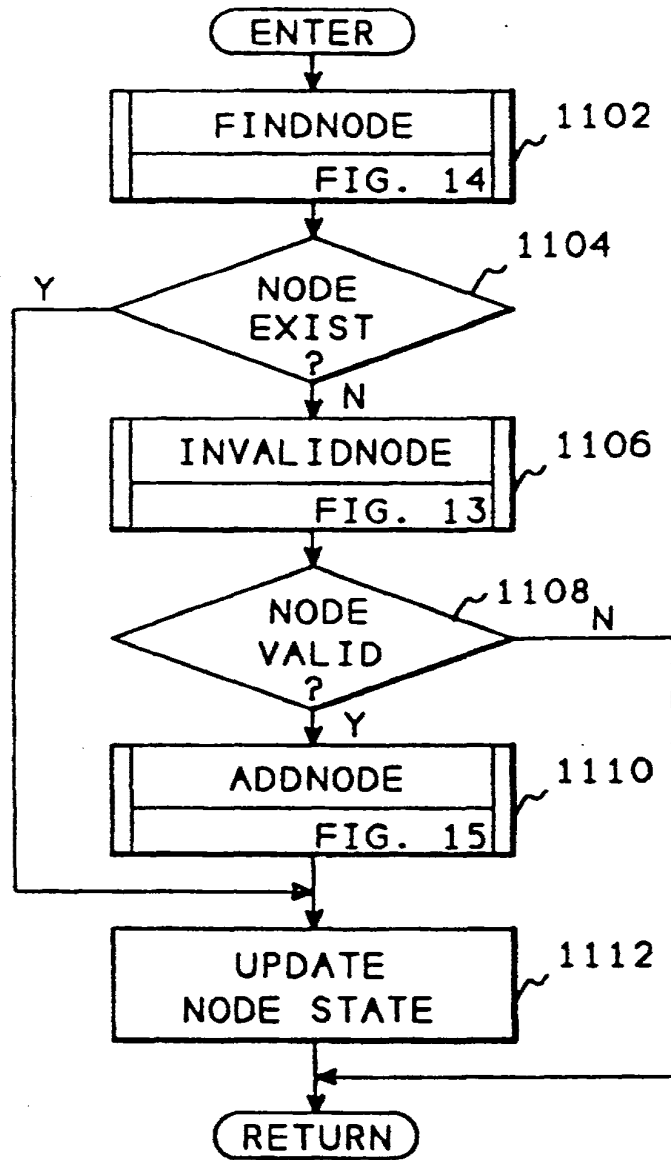 ENTER
FINDNODE
1102
FIG. 14
1104
Y
NODE
EXIST
?
N
INVALIDNODE
1106
FIG. 13
NODE
1108
N
VALID
?
Y
ADDNODE
1110
FIG. 15
UPDATE
1112
NODE STATE
RETURN